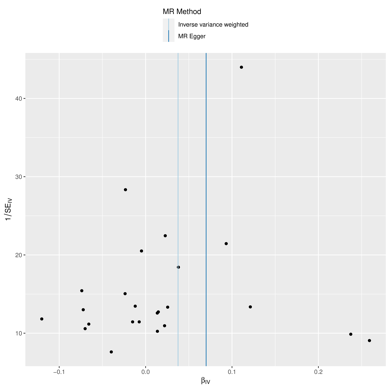 MR Method
Inverse variance weighted
MR Egger
40
30
20
10
1/SE_IV
−0.1
0.0
0.1
0.2
β_IV